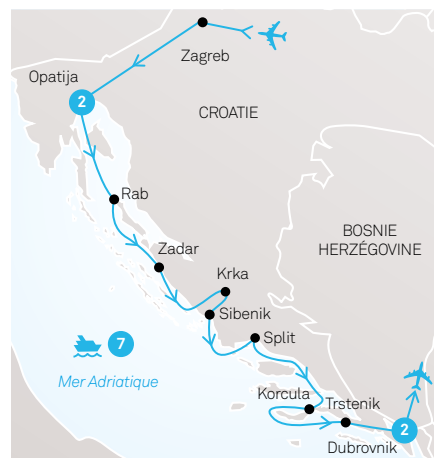 Zagreb
Opatija
2
CROATIE
Rab
BOSNIE
HERZÉGOVINE
Zadar
Krka
Sibenik
7
Split
Mer Adriatique
Korcula
Trstenik
2
Dubrovnik